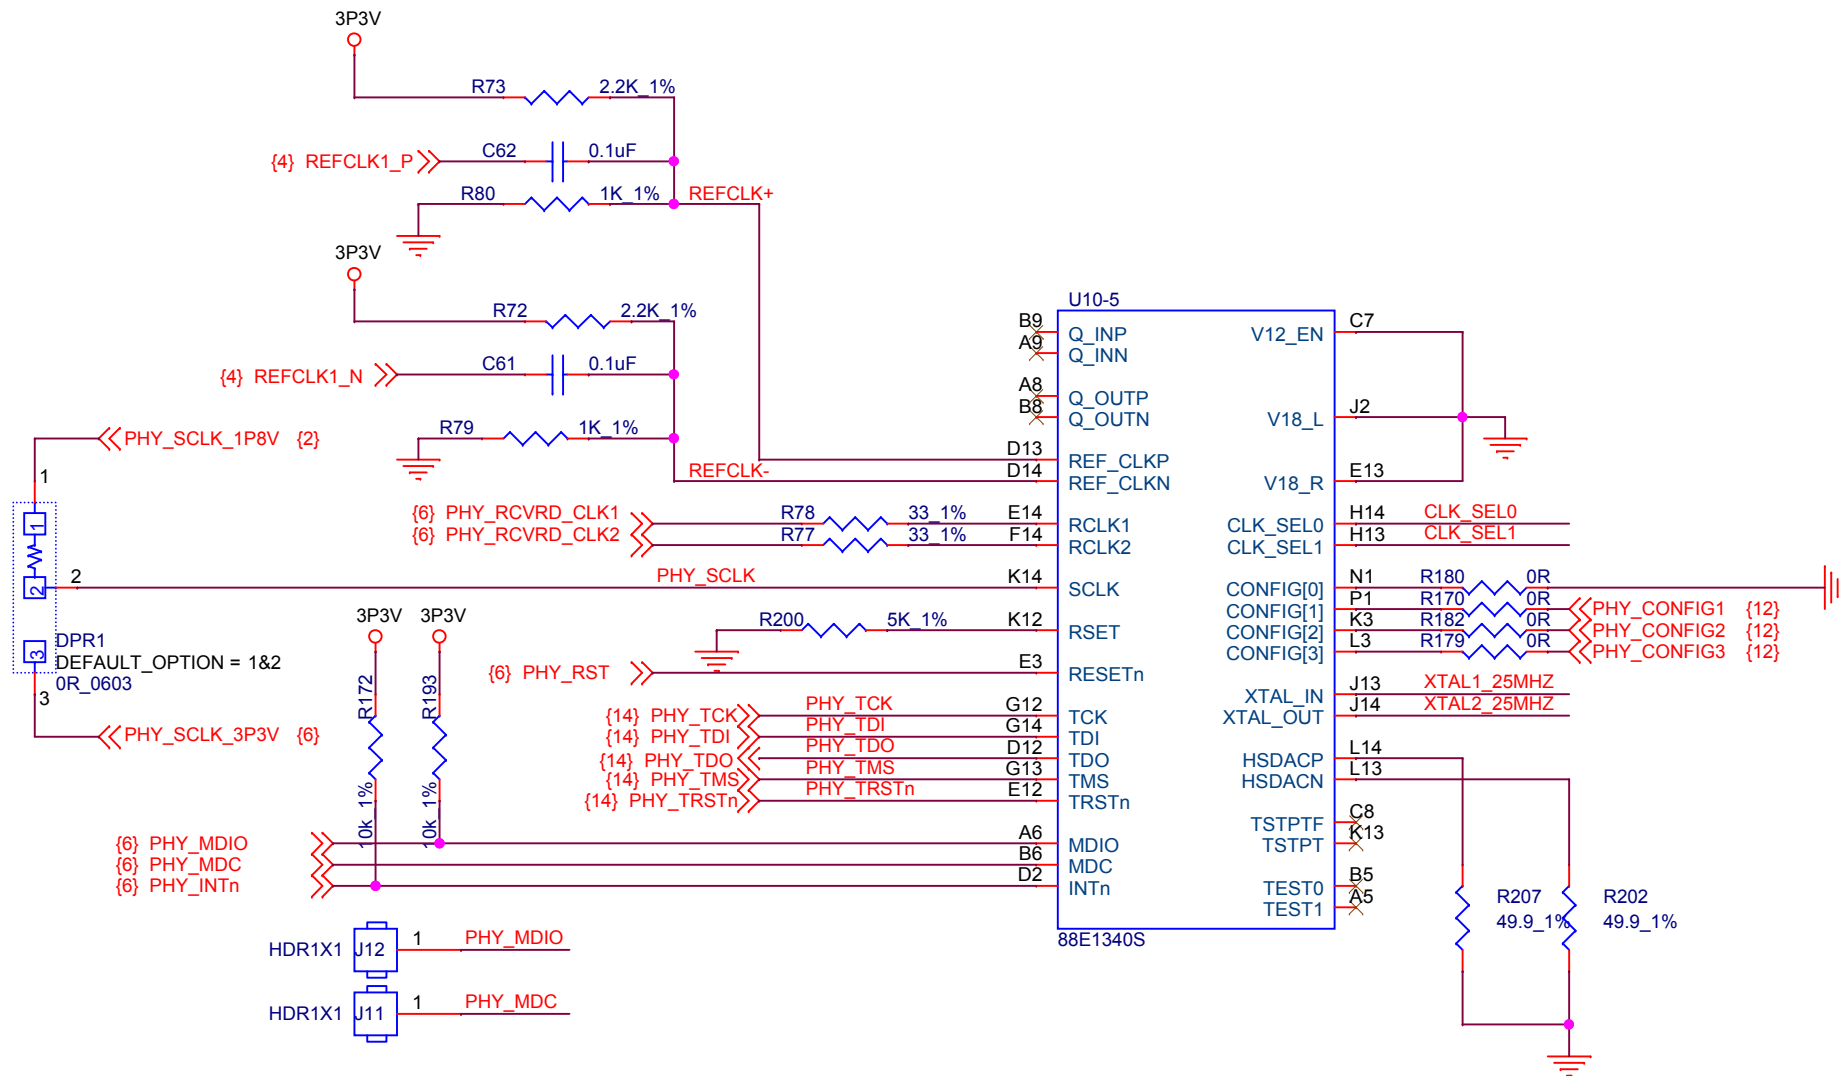 3P3V
R73 2.2K_1%
{4} REFCLK1_P C62 0.1uF
R80 1K_1% REFCLK+
3P3V
R72 2.2K_1%
{4} REFCLK1_N C61 0.1uF
R79 1K_1%
REFCLK-
PHY_SCLK_1P8V {2}
1
1
2
2
3
DPR1
DEFAULT_OPTION = 1&2
0R_0603
3
PHY_SCLK_3P3V {6}
{6} PHY_RCVRD_CLK1 R78 33_1%
{6} PHY_RCVRD_CLK2 R77 33_1%
PHY_SCLK
3P3V 3P3V
R172
10k_1%
R193
10k_1%
R200 5K_1%
{6} PHY_RST
{14} PHY_TCK PHY_TCK
{14} PHY_TDI PHY_TDI
{14} PHY_TDO PHY_TDO
{14} PHY_TMS PHY_TMS
{14} PHY_TRSTn PHY_TRSTn
{6} PHY_MDIO
{6} PHY_MDC
{6} PHY_INTn
HDR1X1 J12 1 PHY_MDIO
HDR1X1 J11 1 PHY_MDC
U10-5
B9 Q_INP
A9 Q_INN
A8 Q_OUTP
B8 Q_OUTN
D13 REF_CLKP
D14 REF_CLKN
E14 RCLK1
F14 RCLK2
K14 SCLK
K12 RSET
E3 RESETn
G12 TCK
G14 TDI
D12 TDO
G13 TMS
E12 TRSTn
A6 MDIO
B6 MDC
D2 INTn
88E1340S
V12_EN C7
V18_L J2
V18_R E13
CLK_SEL0 H14 CLK_SEL0
CLK_SEL1 H13 CLK_SEL1
CONFIG[0] N1 R180 0R
CONFIG[1] P1 R170 0R PHY_CONFIG1 {12}
CONFIG[2] K3 R182 0R PHY_CONFIG2 {12}
CONFIG[3] L3 R179 0R PHY_CONFIG3 {12}
XTAL_IN J13 XTAL1_25MHZ
XTAL_OUT J14 XTAL2_25MHZ
HSDACP L14
HSDACN L13
TSTPTF C8
TSTPT K13
TEST0 B5
TEST1 A5
R207
49.9_1%
R202
49.9_1%